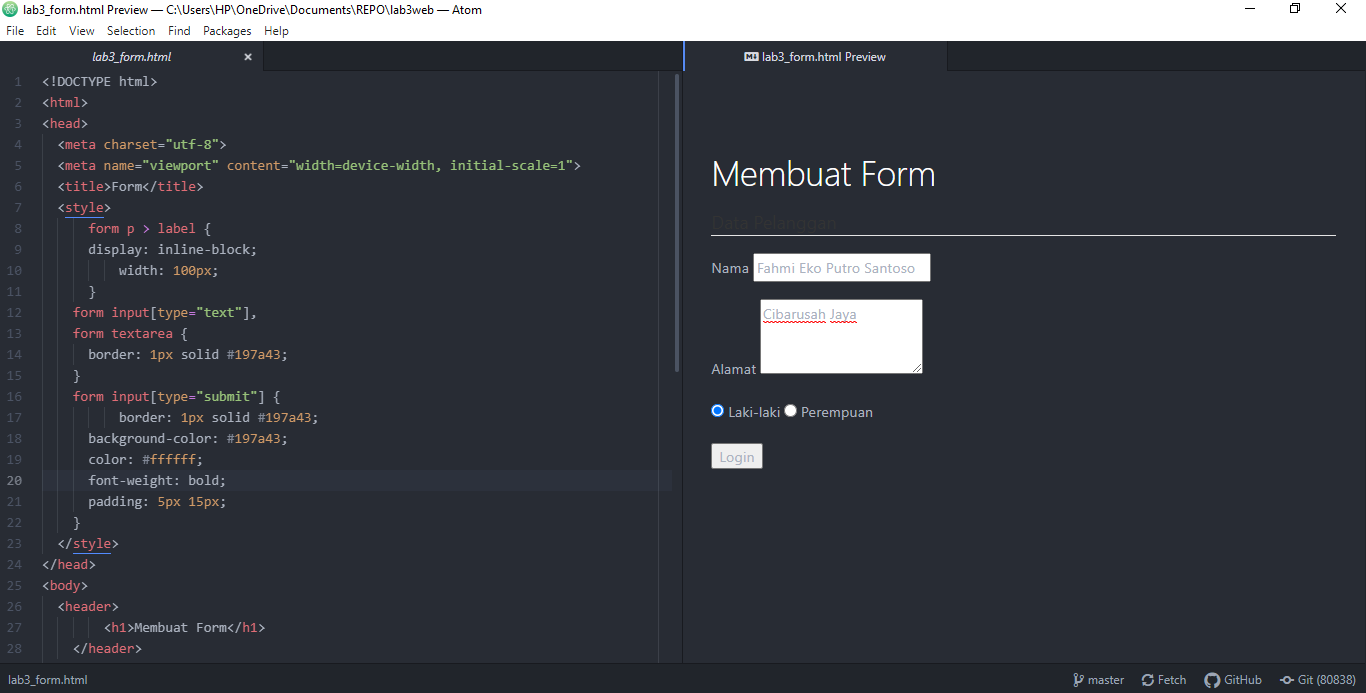 lab3_form.html Preview — C:\Users\HP\OneDrive\Documents\REPO\lab3web — Atom
File Edit View Selection Find Packages Help
lab3_form.html
1 <!DOCTYPE html>
2 <html>
3 <head>
4 <meta charset="utf-8">
5 <meta name="viewport" content="width=device-width, initial-scale=1">
6 <title>Form</title>
7 <style>
8 form p > label {
9 display: inline-block;
10 width: 100px;
11 }
12 form input[type="text"],
13 form textarea {
14 border: 1px solid #197a43;
15 }
16 form input[type="submit"] {
17 border: 1px solid #197a43;
18 background-color: #197a43;
19 color: #ffffff;
20 font-weight: bold;
21 padding: 5px 15px;
22 }
23 </style>
24 </head>
25 <body>
26 <header>
27 <h1>Membuat Form</h1>
28 </header>
lab3_form.html Preview
Membuat Form
Data Pelanggan
Nama Fahmi Eko Putro Santoso
Cibarusah Jaya
Alamat
Laki-laki Perempuan
Login
lab3_form.html
master Fetch GitHub Git (80838)